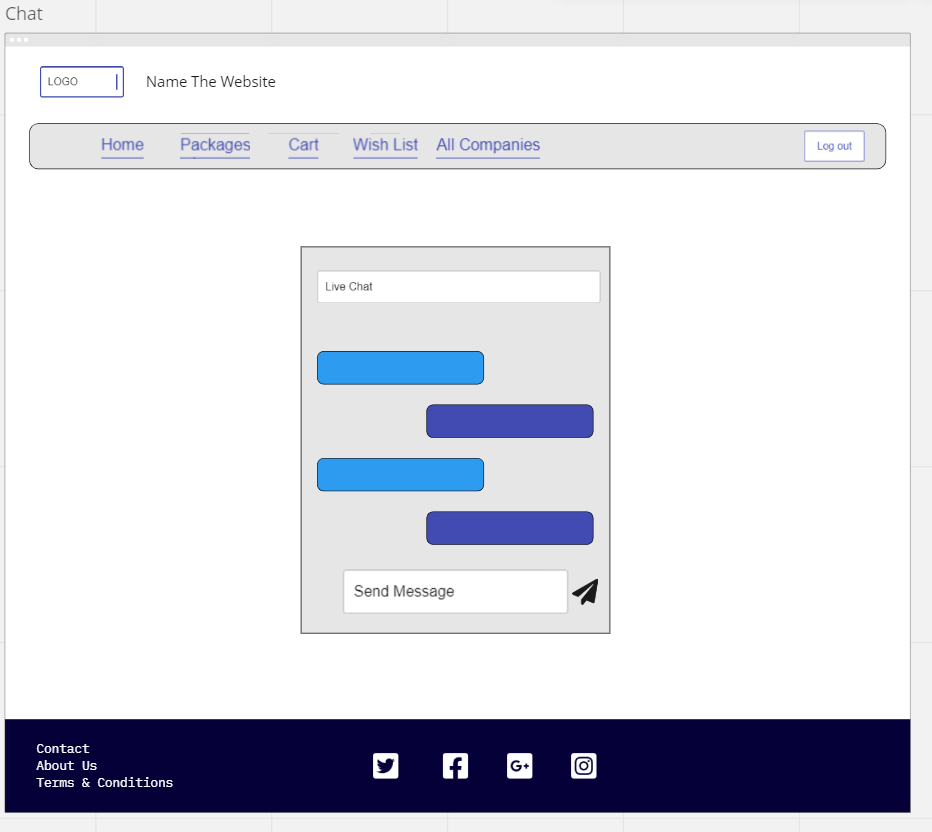 Chat
LOGO
Name The Website
Home Packages Cart Wish List All Companies Log out
Live Chat
Send Message
Contact
About Us
Terms & Conditions
G+